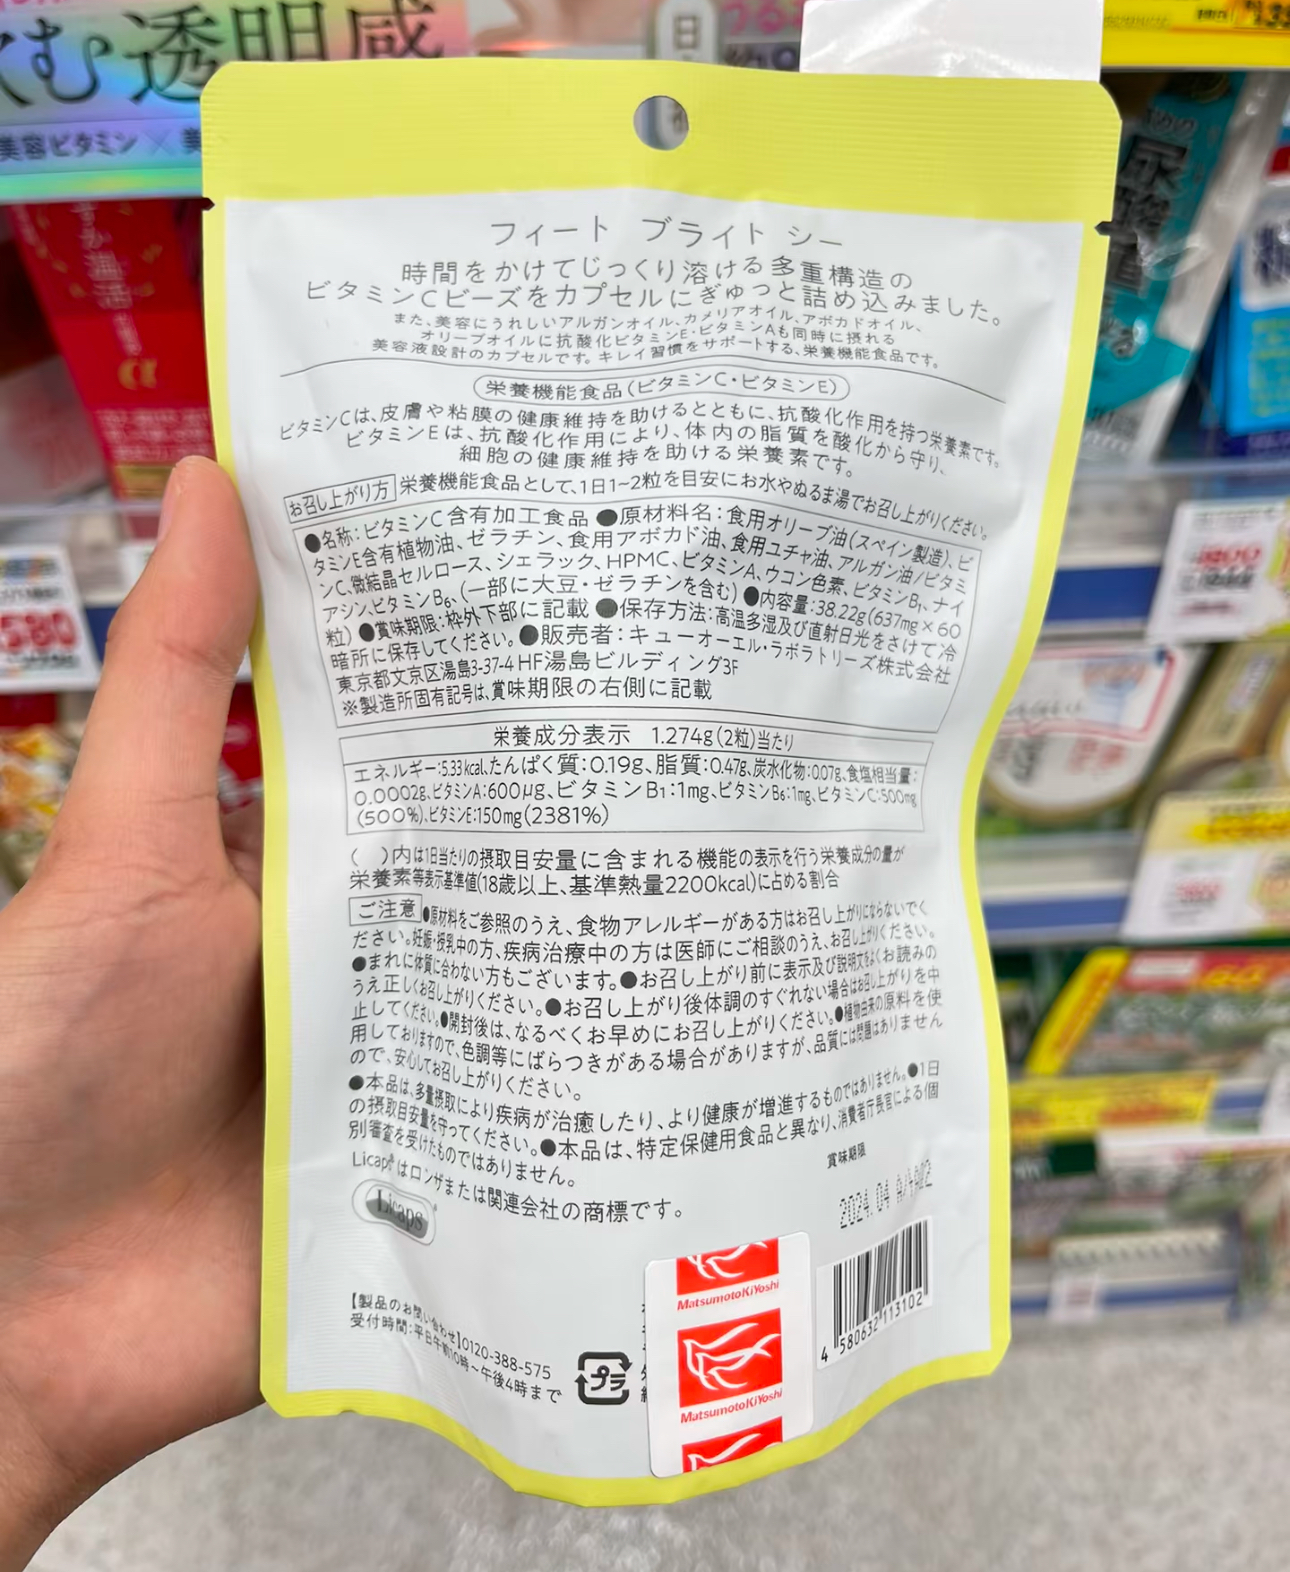 飲む透明感
美容ビタミン×美
フィート ブライト シー
時間をかけてじっくり溶ける多重構造の
ビタミンCビーズをカプセルにぎゅっと詰め込みました。
また、美容にうれしいアルガンオイル、カメリアオイル、アボカドオイル、
オリーブオイルに抗酸化ビタミンE・ビタミンAも同時に摂れる
美容液設計のカプセルです。キレイ習慣をサポートする、栄養機能食品です。
栄養機能食品(ビタミンC・ビタミンE)
ビタミンCは、皮膚や粘膜の健康維持を助けるとともに、抗酸化作用を持つ栄養素です。
ビタミンEは、抗酸化作用により、体内の脂質を酸化から守り、
細胞の健康維持を助ける栄養素です。
お召し上がり方 栄養機能食品として、1日1~2粒を目安にお水やぬるま湯でお召し上がりください。
●名称:ビタミンC含有加工食品 ●原材料名:食用オリーブ油(スペイン製造)、ビ
タミンE含有植物油、ゼラチン、食用アボカド油、食用ユチャ油、アルガン油/ビタミ
ンC、微結晶セルロース、シェラック、HPMC、ビタミンA、ウコン色素、ビタミンB1、ナイ
アシン、ビタミンB6、(一部に大豆・ゼラチンを含む) ●内容量:38.22g(637mg×60
粒) ●賞味期限:枠外下部に記載 ●保存方法:高温多湿及び直射日光をさけて冷
暗所に保存してください。●販売者:キューオーエル・ラボラトリーズ株式会社
東京都文京区湯島3-37-4 HF湯島ビルディング3F
※製造所固有記号は、賞味期限の右側に記載
栄養成分表示 1.274g(2粒)当たり
エネルギー:5.33kcal、たんぱく質:0.19g、脂質:0.47g、炭水化物:0.07g、食塩相当量:
0.0002g、ビタミンA:600μg、ビタミンB1:1mg、ビタミンB6:1mg、ビタミンC:500mg
(500%)、ビタミンE:150mg(2381%)
( )内は1日当たりの摂取目安量に含まれる機能の表示を行う栄養成分の量が
栄養素等表示基準値(18歳以上、基準熱量2200kcal)に占める割合
ご注意 ●原材料をご参照のうえ、食物アレルギーがある方はお召し上がりにならないでく
ださい。妊娠・授乳中の方、疾病治療中の方は医師にご相談のうえ、お召し上がりください。
●まれに体質に合わない方もございます。●お召し上がり前に表示及び説明文をよくお読みの
うえ正しくお召し上がりください。●お召し上がり後体調のすぐれない場合はお召し上がりを中
止してください。●開封後は、なるべくお早めにお召し上がりください。●植物由来の原料を使
用しておりますので、色調等にばらつきがある場合がありますが、品質には問題はありません
ので、安心してお召し上がりください。
●本品は、多量摂取により疾病が治癒したり、より健康が増進するものではありません。●1日
の摂取目安量を守ってください。●本品は、特定保健用食品と異なり、消費者庁長官による個
別審査を受けたものではありません。
Licaps®はロンザまたは関連会社の商標です。
Licaps®
賞味期限
2024.04
【製品のお問い合わせ】0120-388-575
受付時間:平日午前10時~午後4時まで
プラ
MatsumotoKiYoshi
MatsumotoKiYoshi
4 580632 113102
580